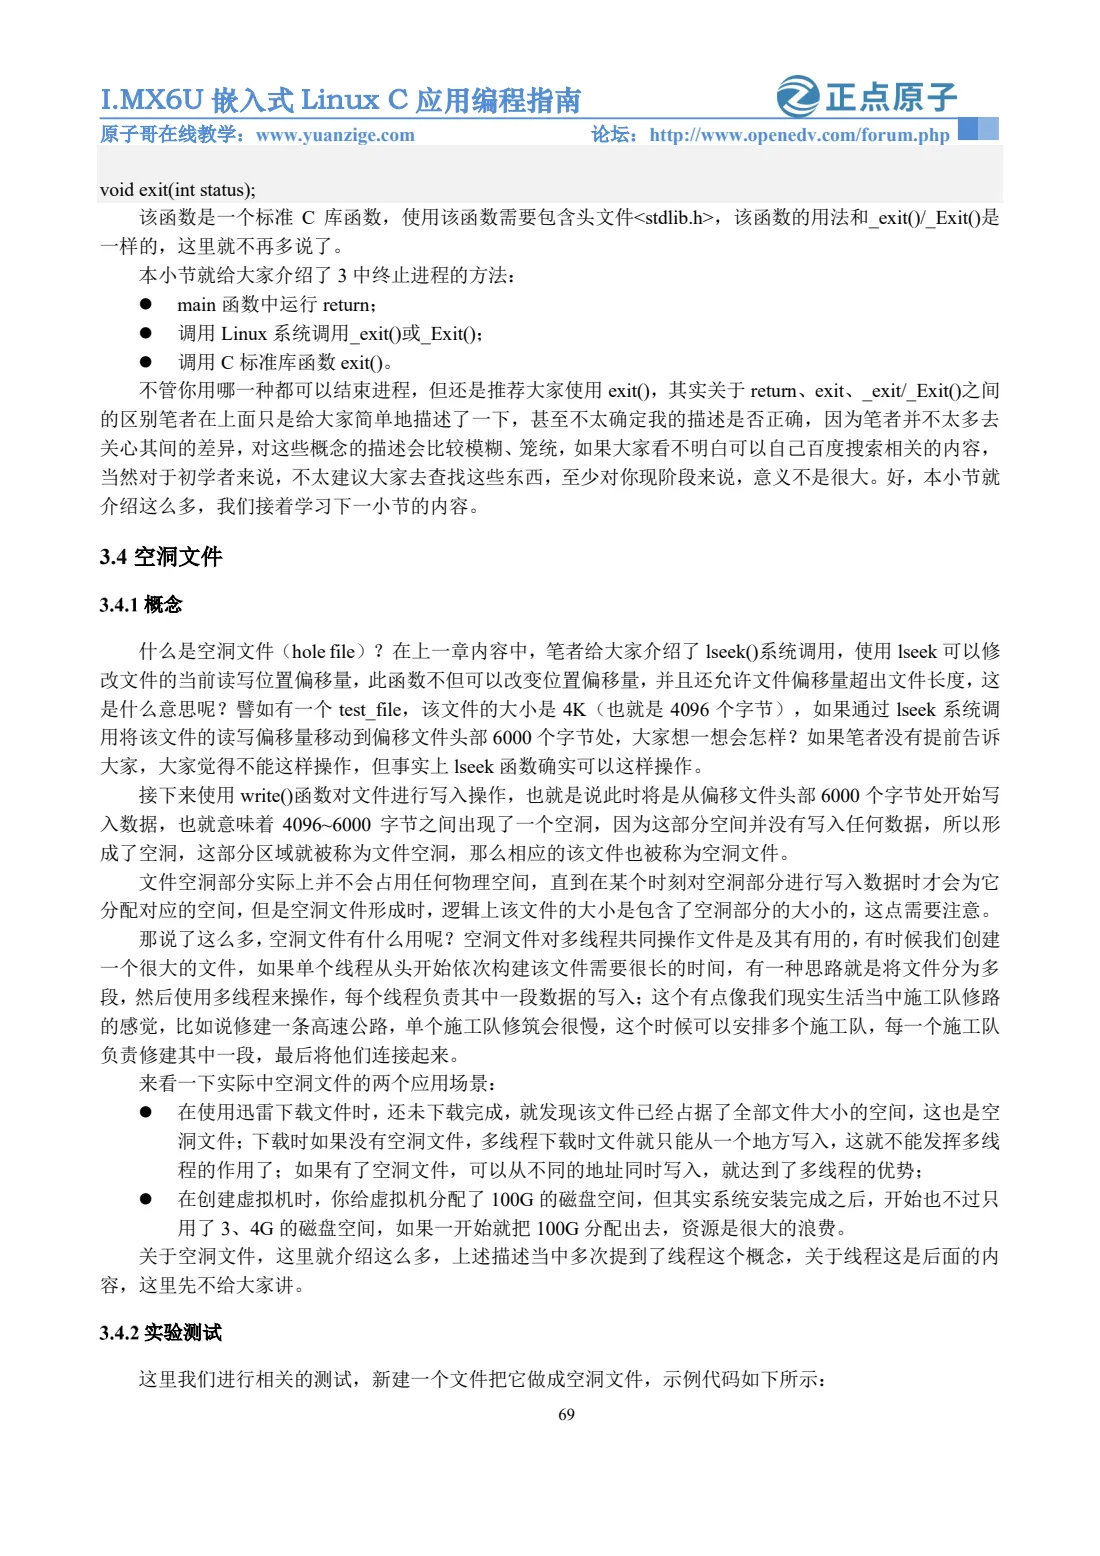 I.MX6U 嵌入式 Linux C 应用编程指南
正点原子
原子哥在线教学：www.yuanzige.com 论坛：http://www.openedv.com/forum.php
void exit(int status);
该函数是一个标准 C 库函数，使用该函数需要包含头文件<stdlib.h>，该函数的用法和_exit()/_Exit()是
一样的，这里就不再多说了。
本小节就给大家介绍了 3 中终止进程的方法：
● main 函数中运行 return；
● 调用 Linux 系统调用_exit()或_Exit()；
● 调用 C 标准库函数 exit()。
不管你用哪一种都可以结束进程，但还是推荐大家使用 exit()，其实关于 return、exit、_exit/_Exit()之间
的区别笔者在上面只是给大家简单地描述了一下，甚至不太确定我的描述是否正确，因为笔者并不太多去
关心其间的差异，对这些概念的描述会比较模糊、笼统，如果大家看不明白可以自己百度搜索相关的内容，
当然对于初学者来说，不太建议大家去查找这些东西，至少对你现阶段来说，意义不是很大。好，本小节就
介绍这么多，我们接着学习下一小节的内容。
3.4 空洞文件
3.4.1 概念
什么是空洞文件（hole file）？在上一章内容中，笔者给大家介绍了 lseek()系统调用，使用 lseek 可以修
改文件的当前读写位置偏移量，此函数不但可以改变位置偏移量，并且还允许文件偏移量超出文件长度，这
是什么意思呢？譬如有一个 test_file，该文件的大小是 4K（也就是 4096 个字节），如果通过 lseek 系统调
用将该文件的读写偏移量移动到偏移文件头部 6000 个字节处，大家想一想会怎样？如果笔者没有提前告诉
大家，大家觉得不能这样操作，但事实上 lseek 函数确实可以这样操作。
接下来使用 write()函数对文件进行写入操作，也就是说此时将是从偏移文件头部 6000 个字节处开始写
入数据，也就意味着 4096~6000 字节之间出现了一个空洞，因为这部分空间并没有写入任何数据，所以形
成了空洞，这部分区域就被称为文件空洞，那么相应的该文件也被称为空洞文件。
文件空洞部分实际上并不会占用任何物理空间，直到在某个时刻对空洞部分进行写入数据时才会为它
分配对应的空间，但是空洞文件形成时，逻辑上该文件的大小是包含了空洞部分的大小的，这点需要注意。
那说了这么多，空洞文件有什么用呢？空洞文件对多线程共同操作文件是及其有用的，有时候我们创建
一个很大的文件，如果单个线程从头开始依次构建该文件需要很长的时间，有一种思路就是将文件分为多
段，然后使用多线程来操作，每个线程负责其中一段数据的写入；这个有点像我们现实生活当中施工队修路
的感觉，比如说修建一条高速公路，单个施工队修筑会很慢，这个时候可以安排多个施工队，每一个施工队
负责修建其中一段，最后将他们连接起来。
来看一下实际中空洞文件的两个应用场景：
● 在使用迅雷下载文件时，还未下载完成，就发现该文件已经占据了全部文件大小的空间，这也是空
洞文件；下载时如果没有空洞文件，多线程下载时文件就只能从一个地方写入，这就不能发挥多线
程的作用了；如果有了空洞文件，可以从不同的地址同时写入，就达到了多线程的优势；
● 在创建虚拟机时，你给虚拟机分配了 100G 的磁盘空间，但其实系统安装完成之后，开始也不过只
用了 3、4G 的磁盘空间，如果一开始就把 100G 分配出去，资源是很大的浪费。
关于空洞文件，这里就介绍这么多，上述描述当中多次提到了线程这个概念，关于线程这是后面的内
容，这里先不给大家讲。
3.4.2 实验测试
这里我们进行相关的测试，新建一个文件把它做成空洞文件，示例代码如下所示：
69